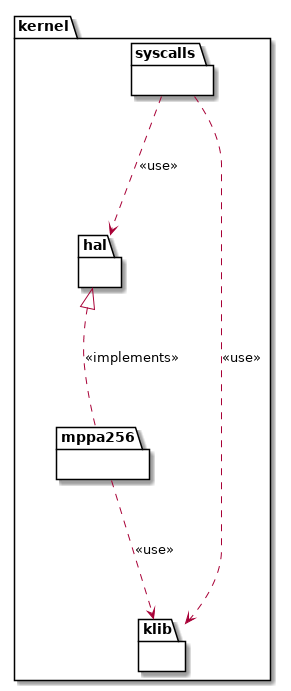 kernel
syscalls
«use»
hal
«implements»
«use»
mppa256
«use»
klib